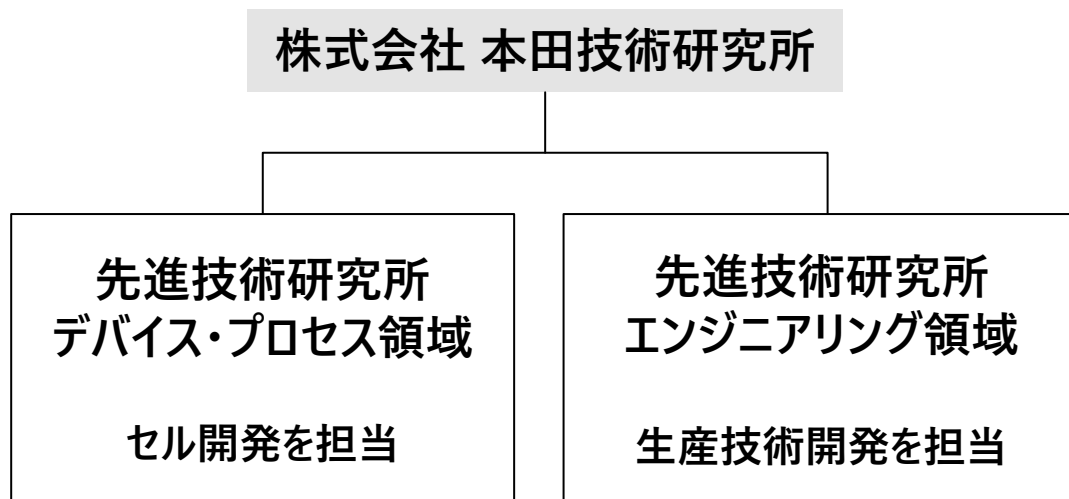 株式会社 本田技術研究所
先進技術研究所
デバイス・プロセス領域
セル開発を担当
先進技術研究所
エンジニアリング領域
生産技術開発を担当